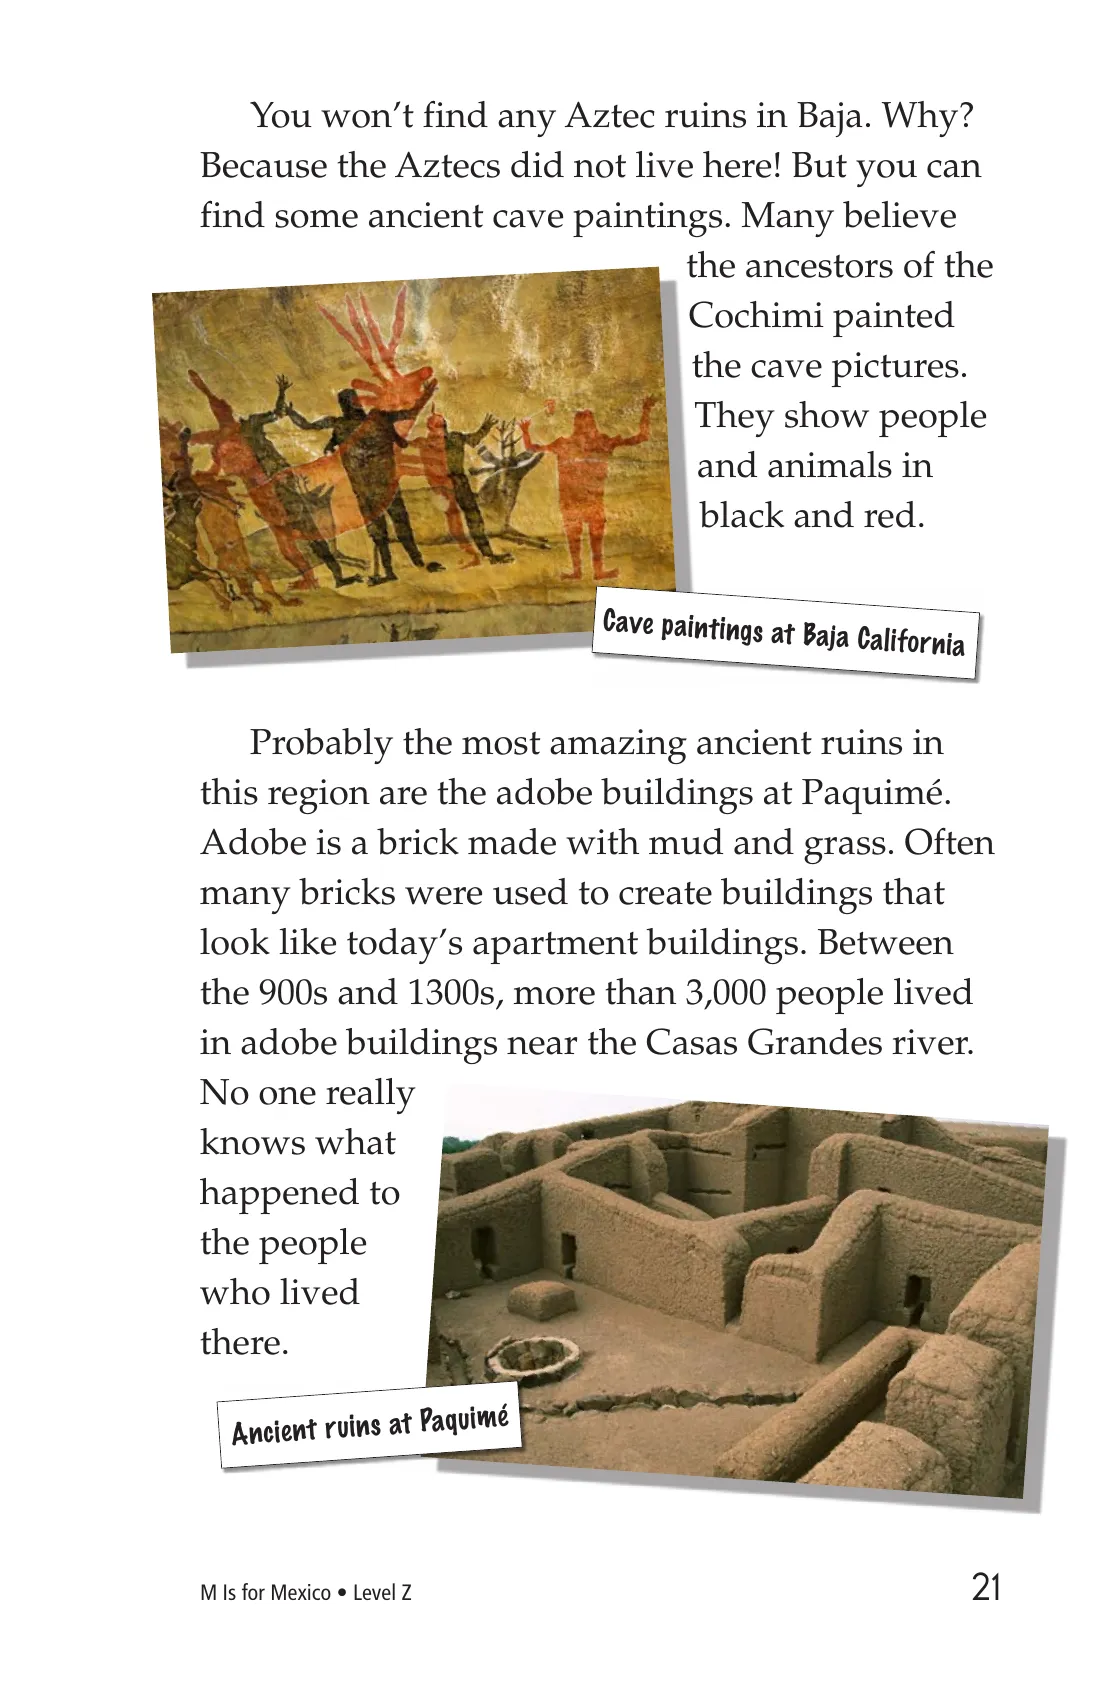 You won’t find any Aztec ruins in Baja. Why?
Because the Aztecs did not live here! But you can
find some ancient cave paintings. Many believe
the ancestors of the
Cochimi painted
the cave pictures.
They show people
and animals in
black and red.
Cave paintings at Baja California
Probably the most amazing ancient ruins in
this region are the adobe buildings at Paquimé.
Adobe is a brick made with mud and grass. Often
many bricks were used to create buildings that
look like today’s apartment buildings. Between
the 900s and 1300s, more than 3,000 people lived
in adobe buildings near the Casas Grandes river.
No one really
knows what
happened to
the people
who lived
there.
Ancient ruins at Paquimé
M Is for Mexico • Level Z
21